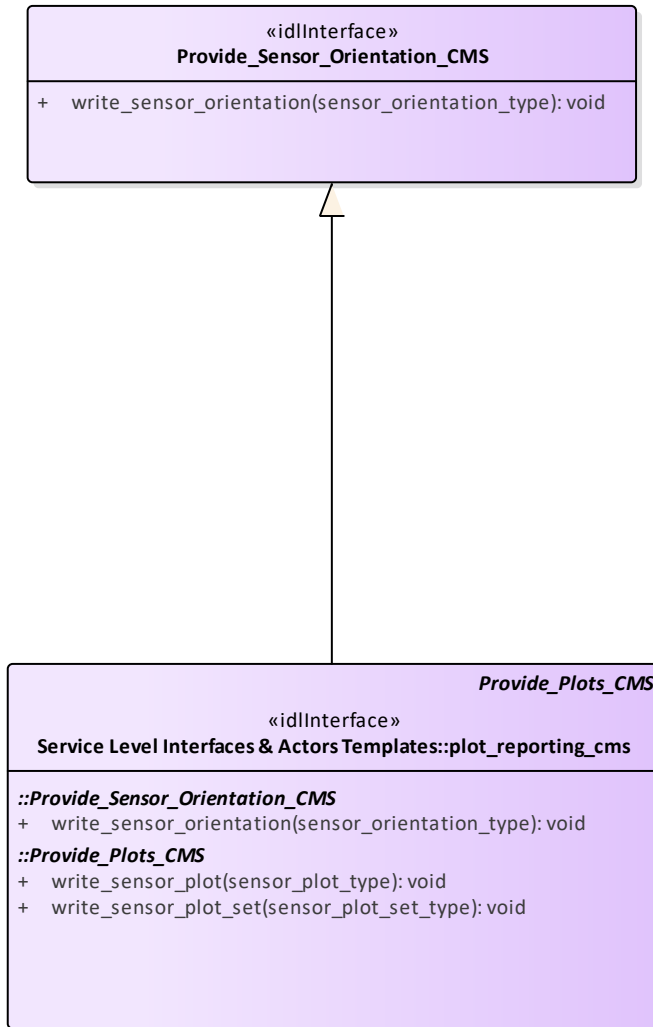 «idlInterface»
Provide_Sensor_Orientation_CMS
+ write_sensor_orientation(sensor_orientation_type): void
Provide_Plots_CMS
«idlInterface»
Service Level Interfaces & Actors Templates::plot_reporting_cms
::Provide_Sensor_Orientation_CMS
+ write_sensor_orientation(sensor_orientation_type): void
::Provide_Plots_CMS
+ write_sensor_plot(sensor_plot_type): void
+ write_sensor_plot_set(sensor_plot_set_type): void